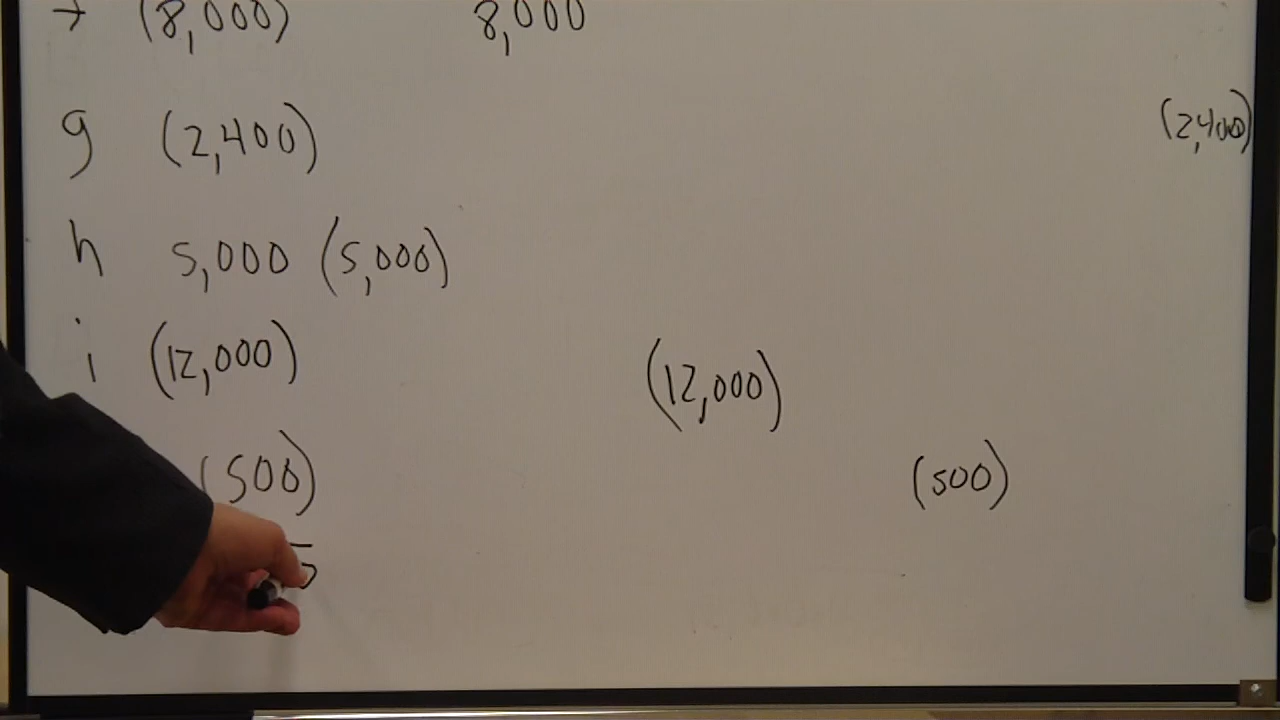 (8,000) 8,000
g (2,400) (2,400)
h 5,000 (5,000)
i (12,000) (12,000)
(500) (500)